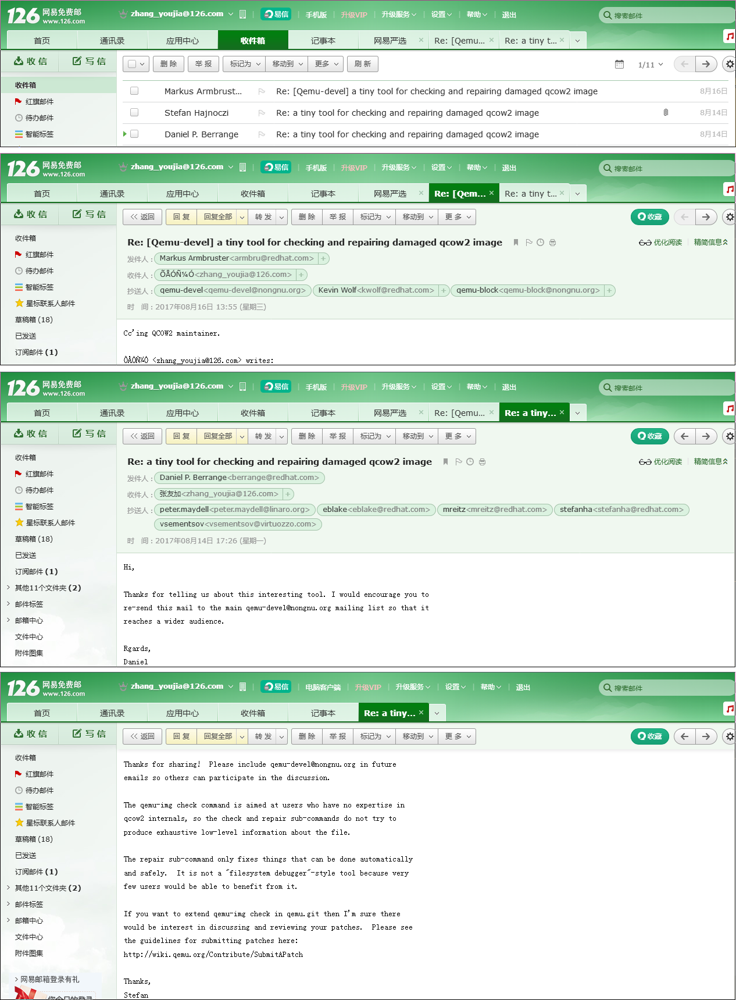 126 网易免费邮 www.126.com
zhang_youjia@126.com 易信 手机版 升级VIP 升级服务 设置 帮助 退出 搜索邮件
首页 通讯录 应用中心 收件箱 记事本 网易严选 Re: [Qemu... Re: a tiny t...
收信 写信 删除 举报 标记为 移动到 更多 刷新 1/11
收件箱
Markus Armbrust... Re: [Qemu-devel] a tiny tool for checking and repairing damaged qcow2 image 8月16日
红旗邮件
Stefan Hajnoczi Re: a tiny tool for checking and repairing damaged qcow2 image 8月14日
待办邮件
智能标签
Daniel P. Berrange Re: a tiny tool for checking and repairing damaged qcow2 image 8月14日
126 网易免费邮 www.126.com
zhang_youjia@126.com 易信 手机版 升级VIP 升级服务 设置 帮助 退出 搜索邮件
首页 通讯录 应用中心 收件箱 记事本 网易严选 Re: [Qem... Re: a tiny t...
收信 写信 << 返回 回复 回复全部 转发 删除 举报 标记为 移动到 更多 收藏
收件箱
红旗邮件
待办邮件
智能标签
星标联系人邮件
草稿箱 (18)
已发送
订阅邮件 (1)
Re: [Qemu-devel] a tiny tool for checking and repairing damaged qcow2 image 优化阅读 精简信息
发件人 : Markus Armbruster<armbru@redhat.com> +
收件人 : ÕÅÓÑ¼Ó<zhang_youjia@126.com> +
抄送人 : qemu-devel<qemu-devel@nongnu.org> Kevin Wolf<kwolf@redhat.com> + qemu-block<qemu-block@nongnu.org> +
时 间 : 2017年08月16日 13:55 (星期三)
Cc'ing QCOW2 maintainer.
ÕÅÓÑ¼Ó <zhang_youjia@126.com> writes:
126 网易免费邮 www.126.com
zhang_youjia@126.com 易信 手机版 升级VIP 升级服务 设置 帮助 退出 搜索邮件
首页 通讯录 应用中心 收件箱 记事本 网易严选 Re: [Qemu... Re: a tiny...
收信 写信 << 返回 回复 回复全部 转发 删除 举报 标记为 移动到 更多 收藏
收件箱
红旗邮件
待办邮件
智能标签
星标联系人邮件
草稿箱 (18)
已发送
订阅邮件 (1)
其他11个文件夹 (2)
邮件标签
邮箱中心
文件中心
附件图集
Re: a tiny tool for checking and repairing damaged qcow2 image 优化阅读 精简信息
发件人 : Daniel P. Berrange<berrange@redhat.com>
收件人 : 张友加<zhang_youjia@126.com> +
抄送人 : peter.maydell<peter.maydell@linaro.org> eblake<eblake@redhat.com> mreitz<mreitz@redhat.com> stefanha<stefanha@redhat.com>
vsementsov<vsementsov@virtuozzo.com>
时 间 : 2017年08月14日 17:26 (星期一)
Hi,
Thanks for telling us about this interesting tool. I would encourage you to
re-send this mail to the main qemu-devel@nongnu.org mailing list so that it
reaches a wider audience.
Rgards,
Daniel
126 网易免费邮 www.126.com
zhang_youjia@126.com 易信 电脑客户端 升级VIP 升级服务 设置 帮助 退出 搜索邮件
首页 通讯录 应用中心 收件箱 记事本 Re: a tiny...
收信 写信 << 返回 回复 回复全部 转发 删除 举报 标记为 移动到 更多 收藏
收件箱
红旗邮件
待办邮件
智能标签
星标联系人邮件
草稿箱 (18)
已发送
订阅邮件 (1)
其他11个文件夹 (2)
邮件标签
邮箱中心
文件中心
附件图集
> 网易邮箱登录有礼
您今日的登录
Thanks for sharing!  Please include qemu-devel@nongnu.org in future
emails so others can participate in the discussion.
The qemu-img check command is aimed at users who have no expertise in
qcow2 internals, so the check and repair sub-commands do not try to
produce exhaustive low-level information about the file.
The repair sub-command only fixes things that can be done automatically
and safely.  It is not a "filesystem debugger"-style tool because very
few users would be able to benefit from it.
If you want to extend qemu-img check in qemu.git then I'm sure there
would be interest in discussing and reviewing your patches.  Please see
the guidelines for submitting patches here:
http://wiki.qemu.org/Contribute/SubmitAPatch
Thanks,
Stefan